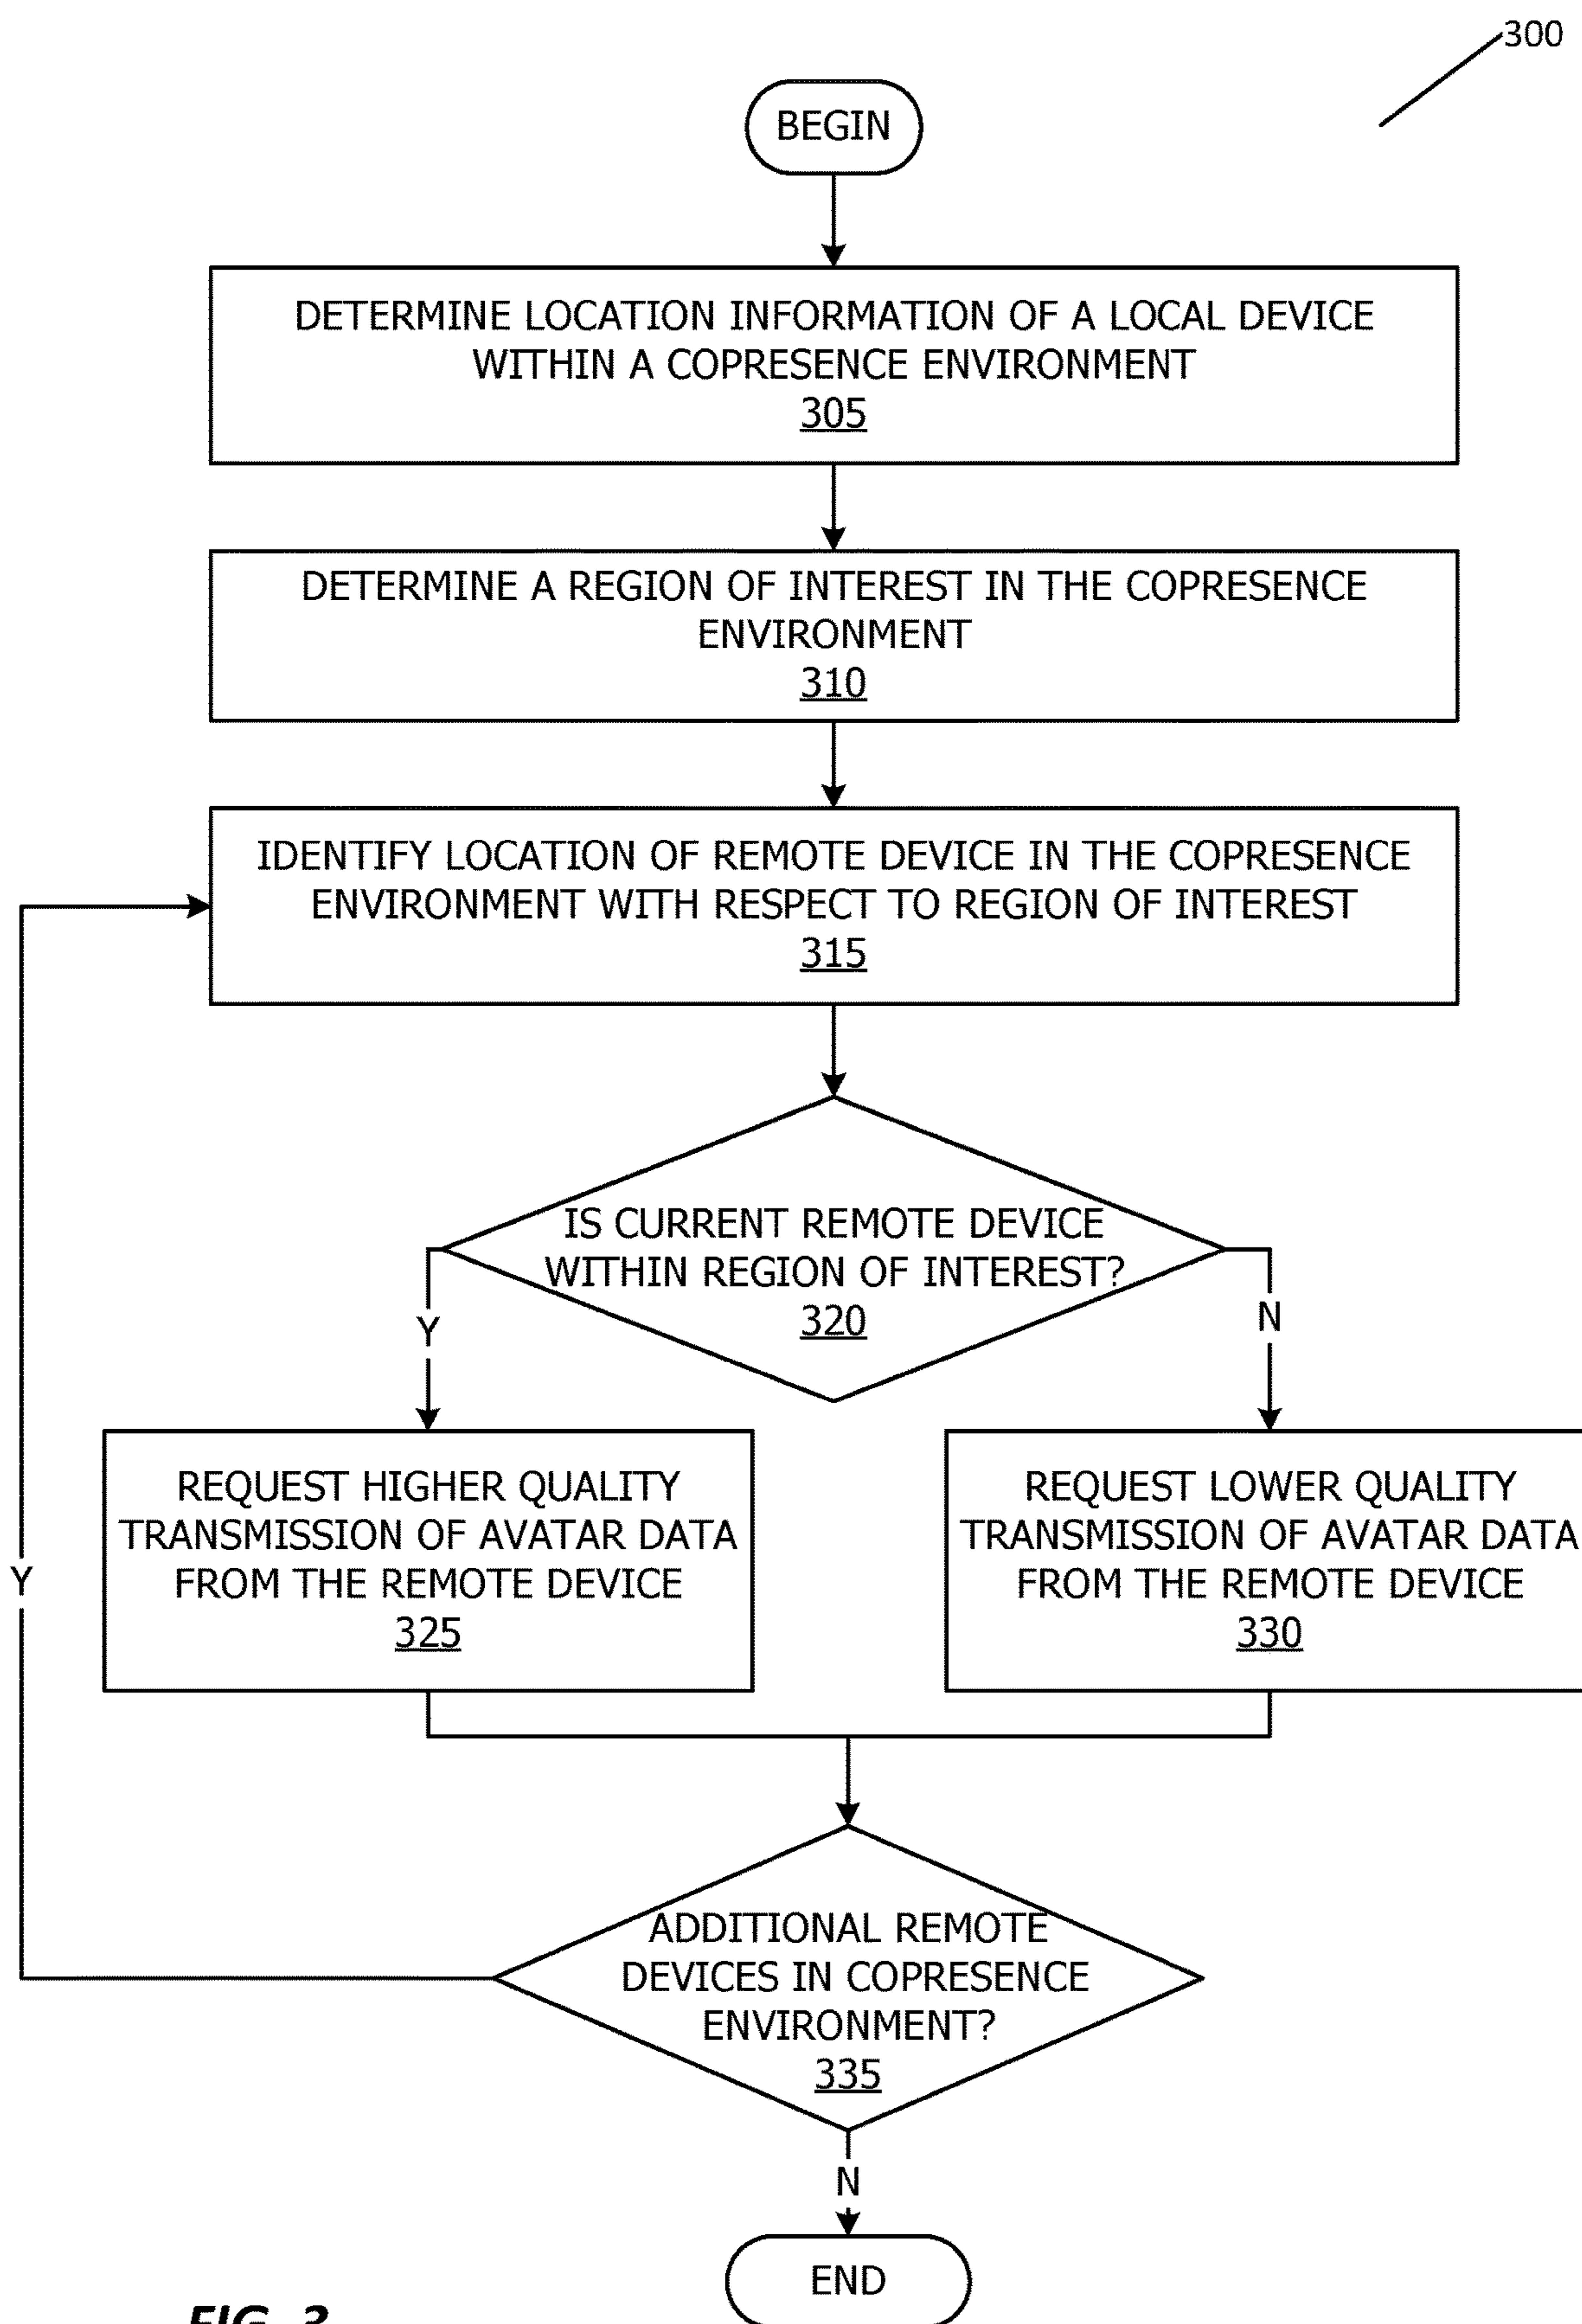 300
BEGIN
DETERMINE LOCATION INFORMATION OF A LOCAL DEVICE
WITHIN A COPRESENCE ENVIRONMENT
305
DETERMINE A REGION OF INTEREST IN THE COPRESENCE
ENVIRONMENT
310
IDENTIFY LOCATION OF REMOTE DEVICE IN THE COPRESENCE
ENVIRONMENT WITH RESPECT TO REGION OF INTEREST
315
IS CURRENT REMOTE DEVICE
WITHIN REGION OF INTEREST?
320
Y
N
REQUEST HIGHER QUALITY
TRANSMISSION OF AVATAR DATA
FROM THE REMOTE DEVICE
325
REQUEST LOWER QUALITY
TRANSMISSION OF AVATAR DATA
FROM THE REMOTE DEVICE
330
Y
ADDITIONAL REMOTE
DEVICES IN COPRESENCE
ENVIRONMENT?
335
N
END
FIG. 3